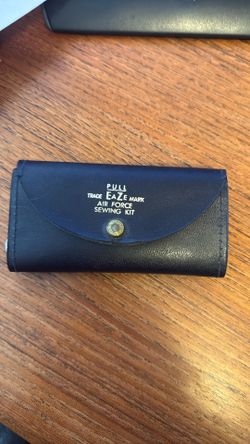 PULL
TRADE EaZe MARK
AIR FORCE
SEWING KIT